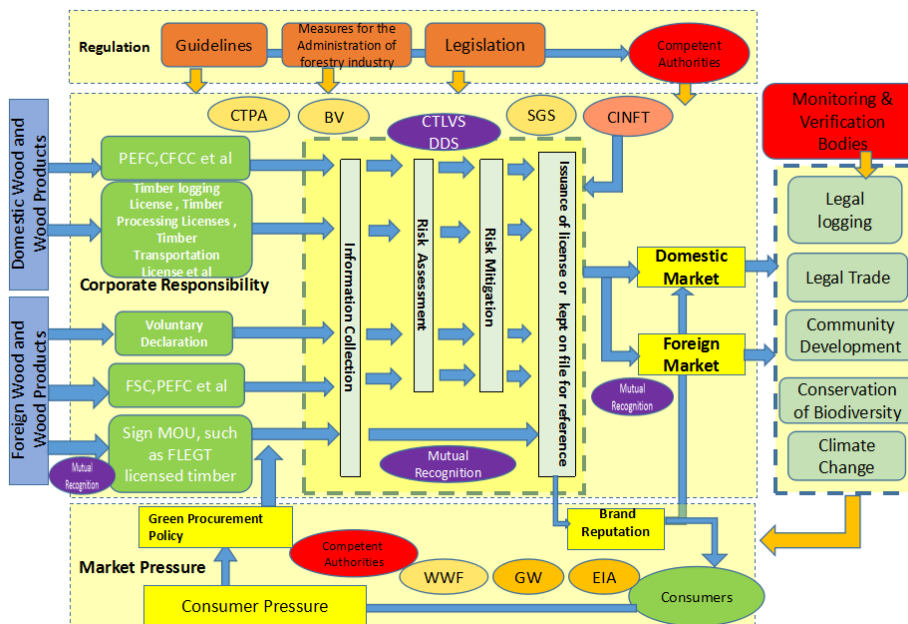 Regulation
Guidelines
Measures for the
Administration of
forestry industry
Legislation
Competent
Authorities
CTPA
BV
CTLVS
DDS
SGS
CINFT
Monitoring &
Verification
Bodies
Domestic Wood and
Wood Products
PEFC,CFCC et al
Timber logging
License , Timber
Processing Licenses ,
Timber
Transportation
License et al
Corporate Responsibility
Foreign Wood and
Wood Products
Voluntary
Declaration
FSC,PEFC et al
Sign MOU, such
as FLEGT
licensed timber
Mutual
Recognition
Information Collection
Risk Assessment
Risk Mitigation
Issuance of license or kept on file for reference
Mutual
Recognition
Domestic
Market
Foreign
Market
Mutual
Recognition
Legal
logging
Legal Trade
Community
Development
Conservation
of Biodiversity
Climate
Change
Green Procurement
Policy
Brand
Reputation
Market Pressure
Competent
Authorities
WWF
GW
EIA
Consumers
Consumer Pressure